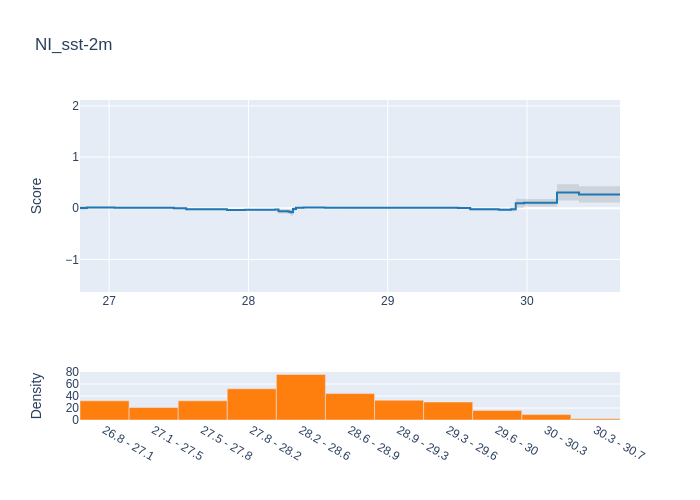 NI_sst-2m
2
1
0
−1
Score
27
28
29
30
80
60
40
20
0
Density
26.8 - 27.1
27.1 - 27.5
27.5 - 27.8
27.8 - 28.2
28.2 - 28.6
28.6 - 28.9
28.9 - 29.3
29.3 - 29.6
29.6 - 30
30 - 30.3
30.3 - 30.7